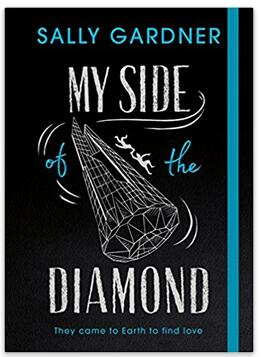 SALLY GARDNER
MY SIDE
of the
DIAMOND
They came to Earth to find love